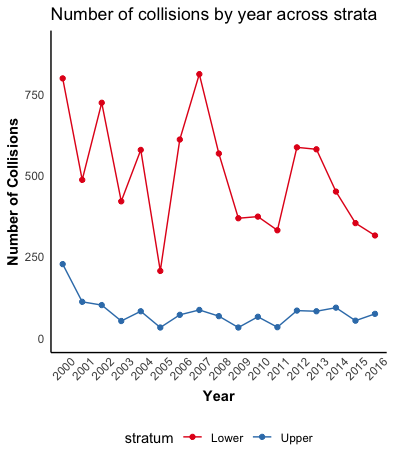 Number of collisions by year across strata
Number of Collisions
750
500
250
0
2000 2001 2002 2003 2004 2005 2006 2007 2008 2009 2010 2011 2012 2013 2014 2015 2016
Year
stratum Lower Upper